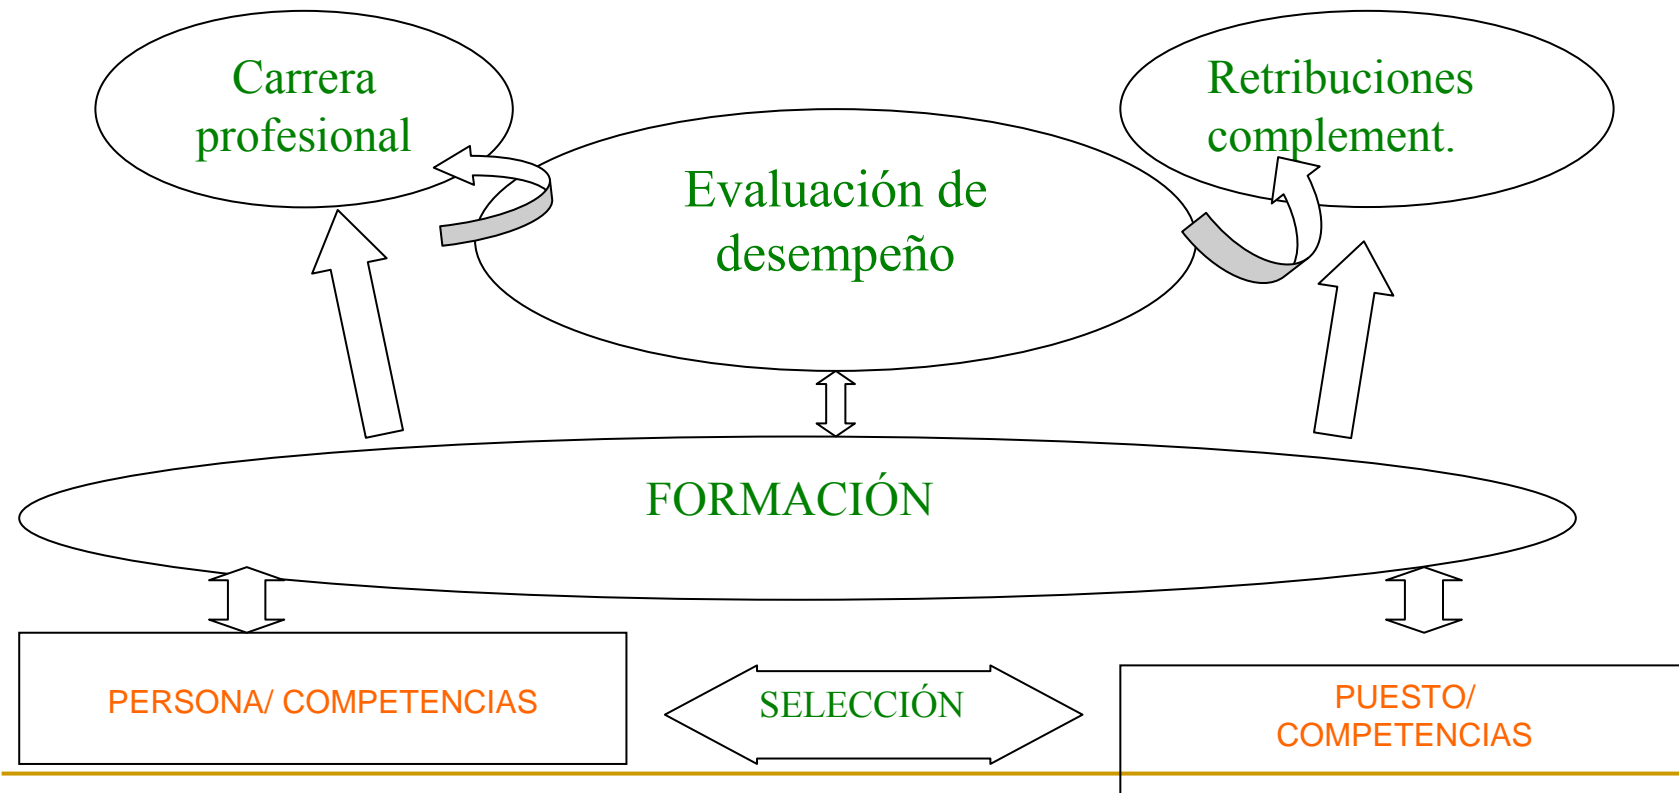 Carrera
profesional
Retribuciones
complement.
Evaluación de
desempeño
FORMACIÓN
PERSONA/ COMPETENCIAS
SELECCIÓN
PUESTO/
COMPETENCIAS